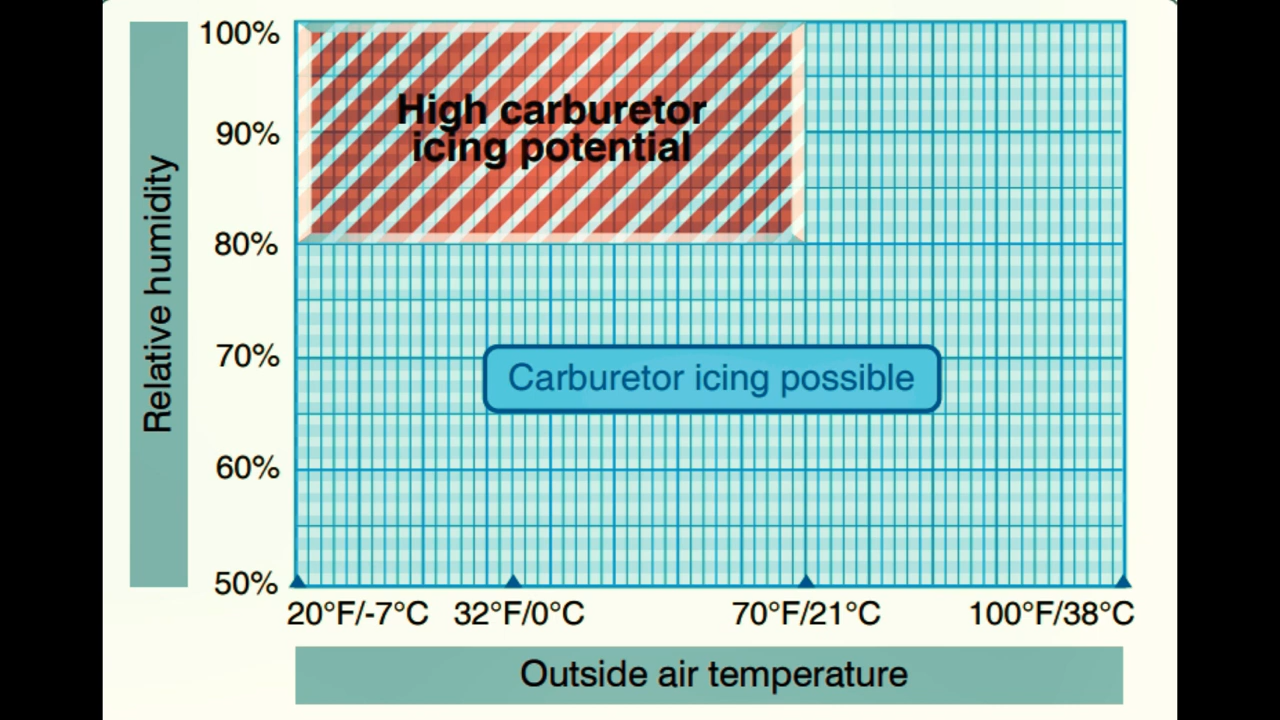 100%
High carburetor
icing potential
90%
80%
70%
Carburetor icing possible
60%
50%
Relative humidity
20°F/-7°C 32°F/0°C 70°F/21°C 100°F/38°C
Outside air temperature